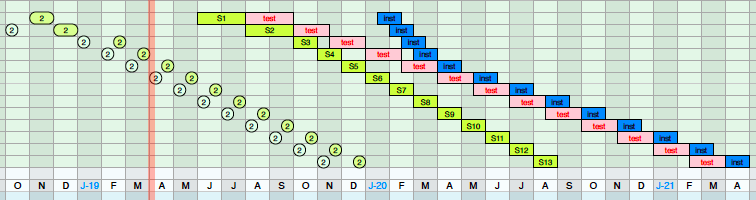 2 S1 test inst
2 2 S2 test inst
2 2 S3 test inst
2 2 S4 test inst
2 2 S5 test inst
2 2 S6 test inst
2 2 S7 test inst
2 2 S8 test inst
2 2 S9 test inst
2 2 S10 test inst
2 2 S11 test inst
2 2 S12 test inst
2 2 S13 test inst
O N D J-19 F M A M J J A S O N D J-20 F M A M J J A S O N D J-21 F M A